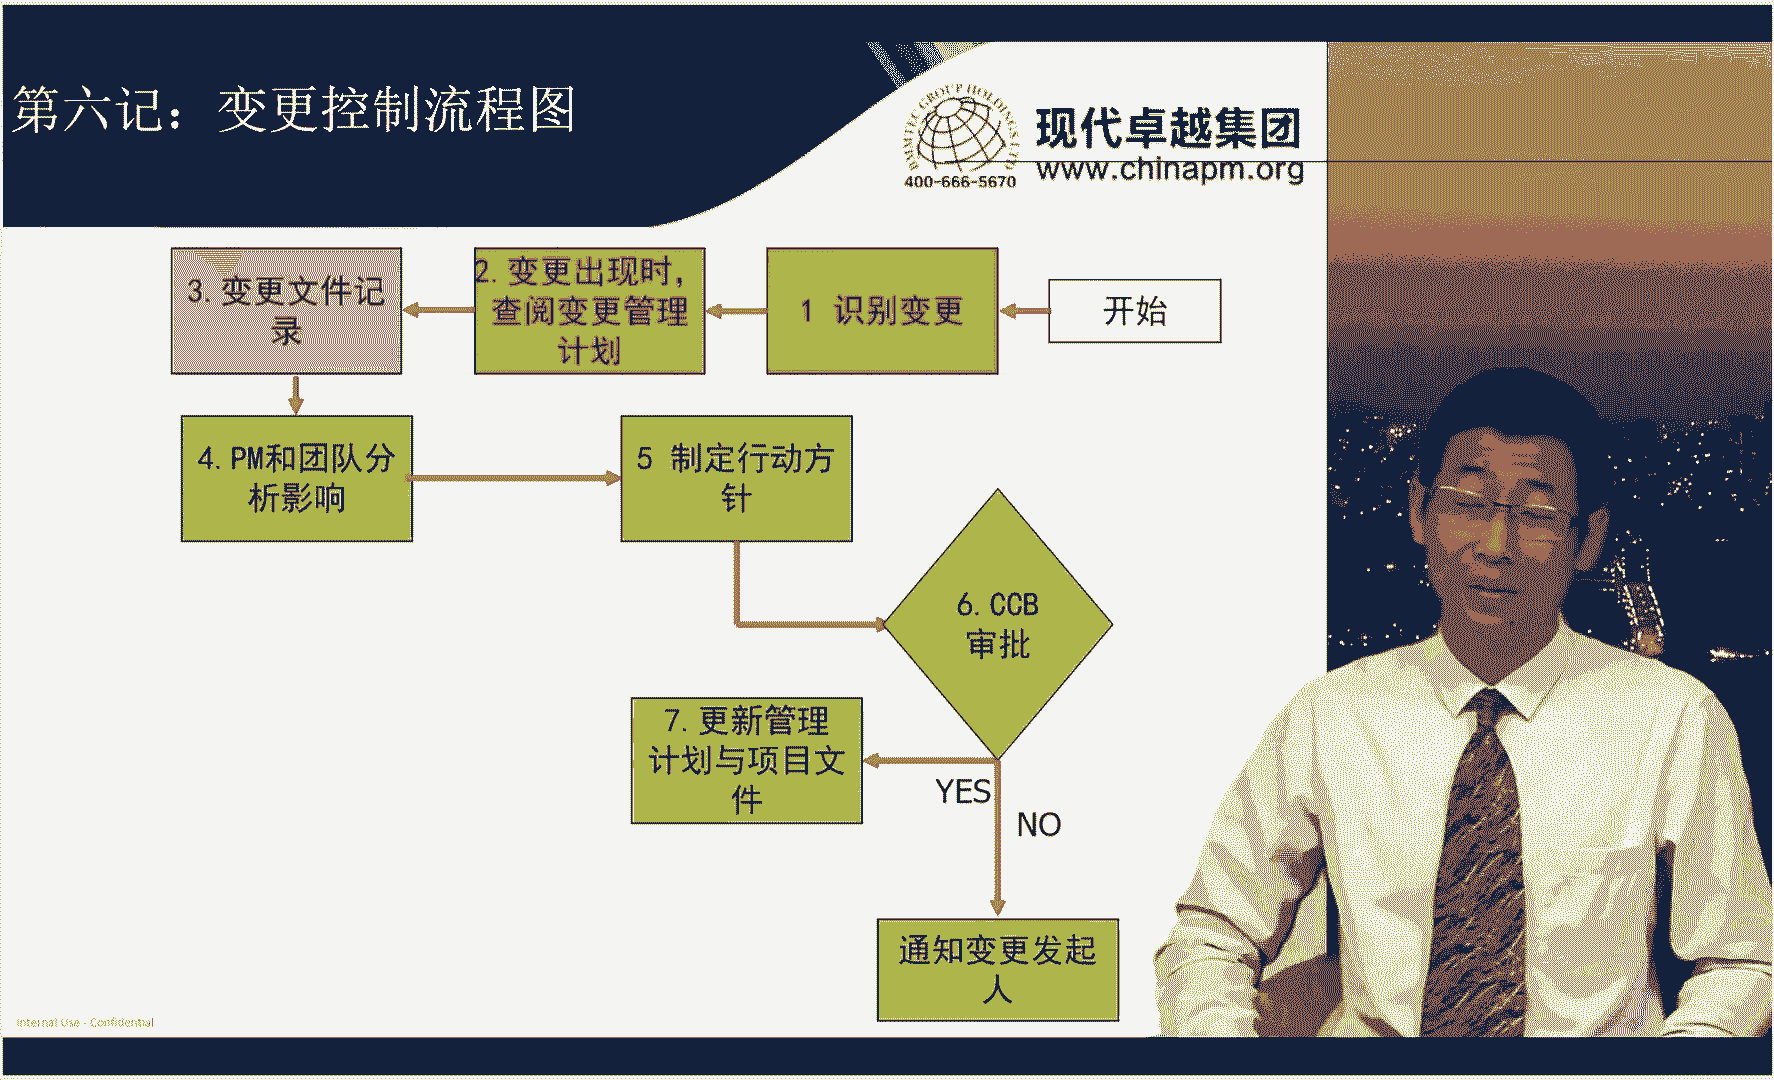 第六记：变更控制流程图
DIMTEC GROUP HOLDINGS LTD
400-666-5670
现代卓越集团
www.chinapm.org
开始
1 识别变更
2.变更出现时，
查阅变更管理
计划
3.变更文件记
录
4.PM和团队分
析影响
5 制定行动方
针
6.CCB
审批
7.更新管理
计划与项目文
件
YES
NO
通知变更发起
人
Internal Use - Confidential